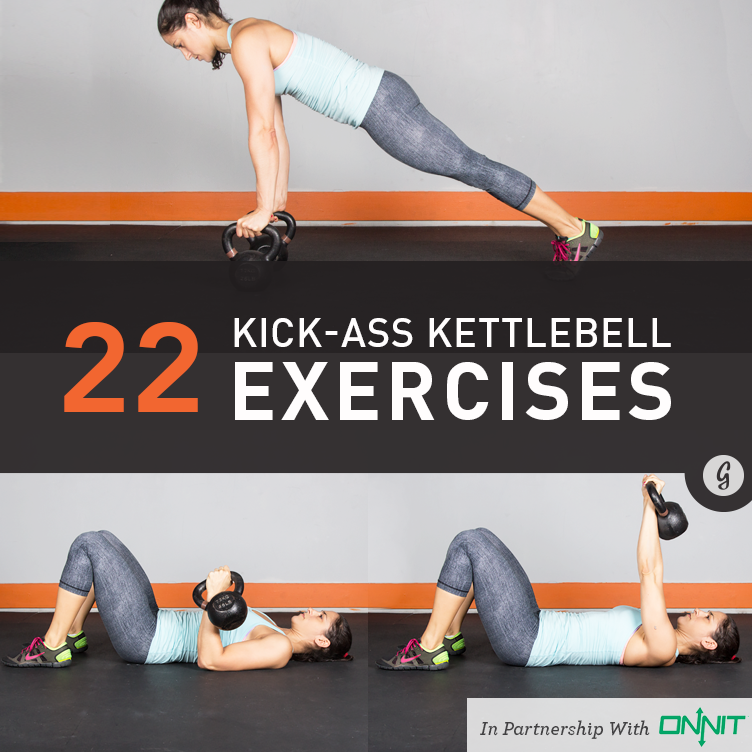 22 KICK-ASS KETTLEBELL
EXERCISES
G
In Partnership With ONNIT